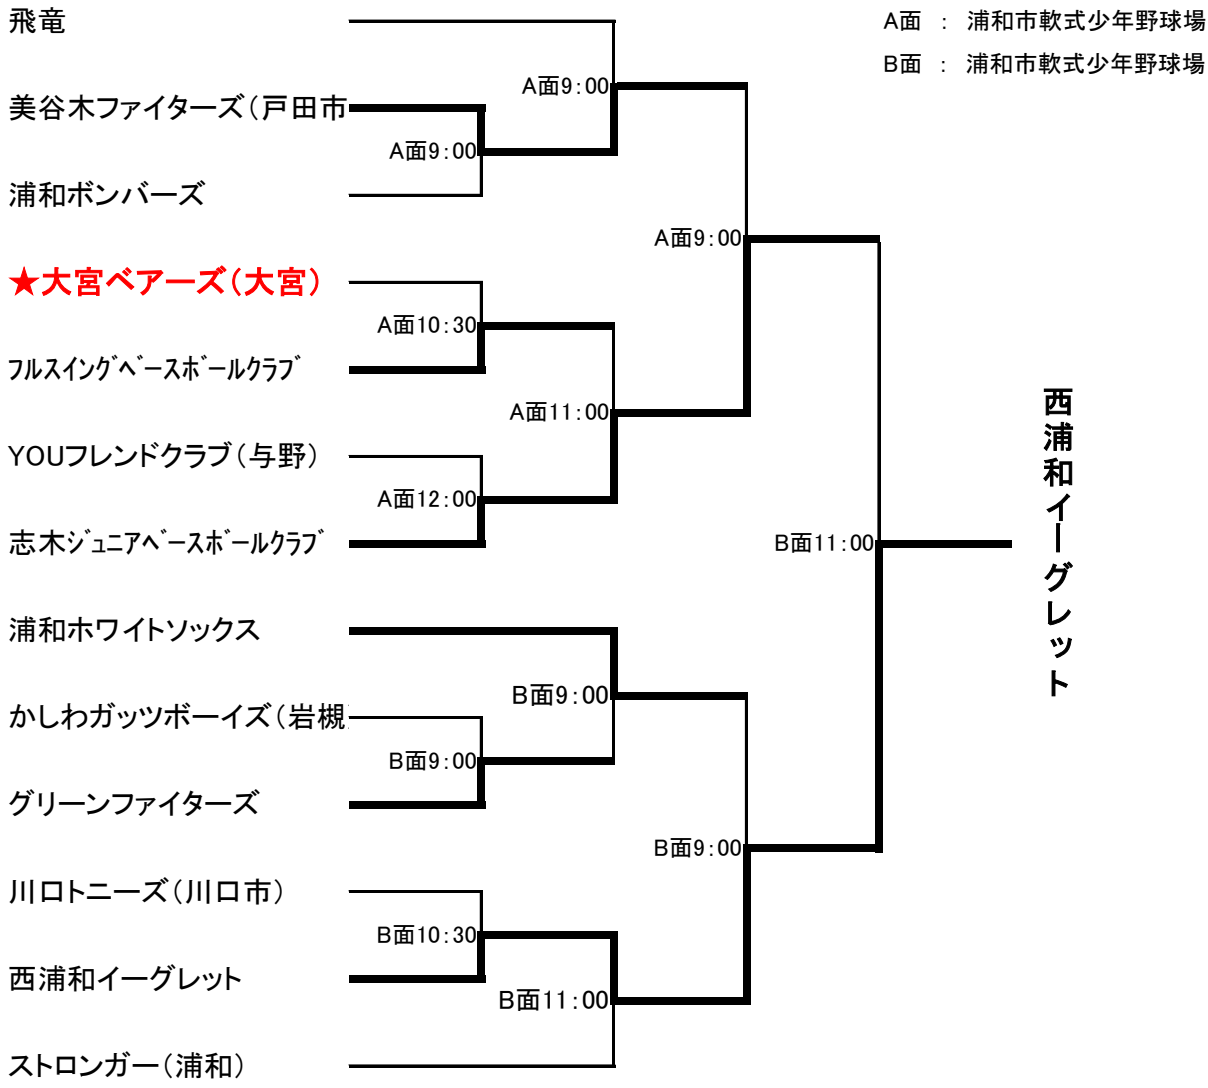 飛竜
A面 ： 浦和市軟式少年野球場
B面 ： 浦和市軟式少年野球場
A面9：00
美谷木ファイターズ（戸田市
A面9：00
浦和ボンバーズ
A面9：00
★大宮ベアーズ（大宮）
A面10：30
ﾌﾙｽｲﾝｸﾞﾍﾞｰｽﾎﾞｰﾙｸﾗﾌﾞ
A面11：00
YOUフレンドクラブ（与野）
A面12：00
志木ｼﾞｭﾆｱﾍﾞｰｽﾎﾞｰﾙｸﾗﾌﾞ
B面11：00
西浦和イーグレット
浦和ホワイトソックス
B面9：00
かしわガッツボーイズ（岩槻）
B面9：00
グリーンファイターズ
B面9：00
川口トニーズ（川口市）
B面10：30
西浦和イーグレット
B面11：00
ストロンガー（浦和）